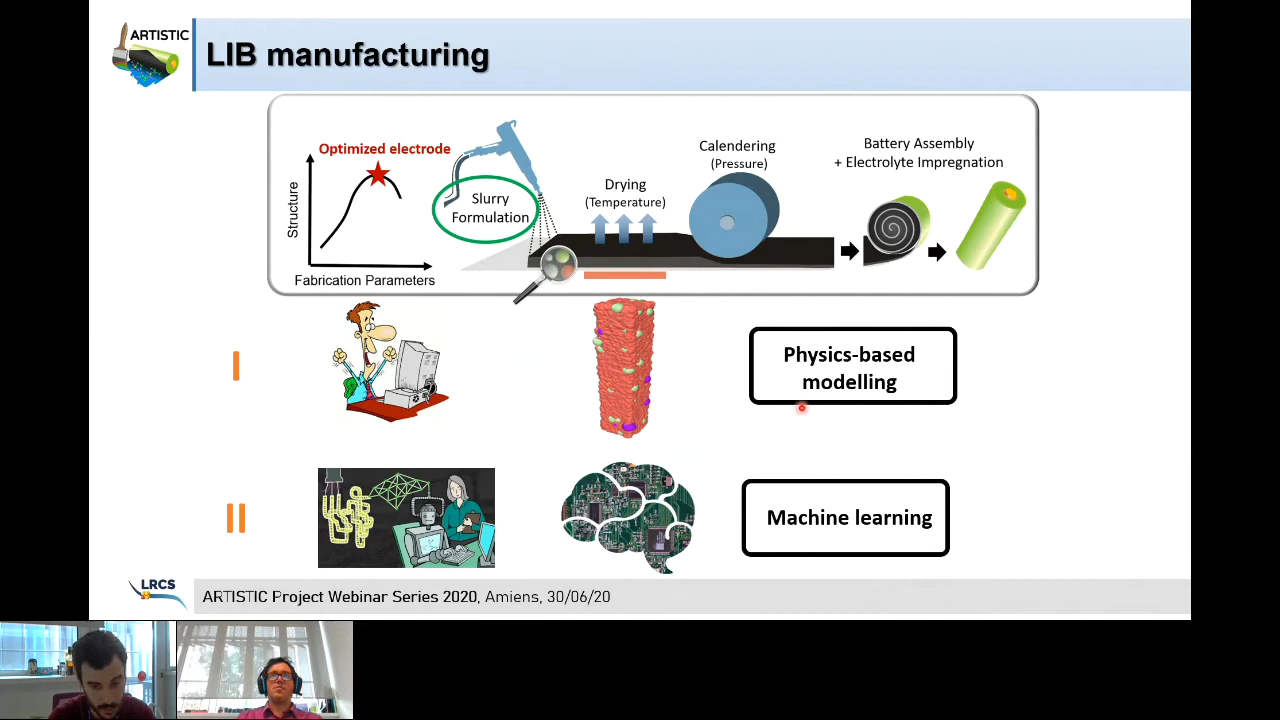 ARTISTIC
LIB manufacturing
Optimized electrode
Structure
Fabrication Parameters
Slurry
Formulation
Drying
(Temperature)
Calendering
(Pressure)
Battery Assembly
+ Electrolyte Impregnation
I
Physics-based
modelling
II
Machine learning
LRCS
ARTISTIC Project Webinar Series 2020, Amiens, 30/06/20